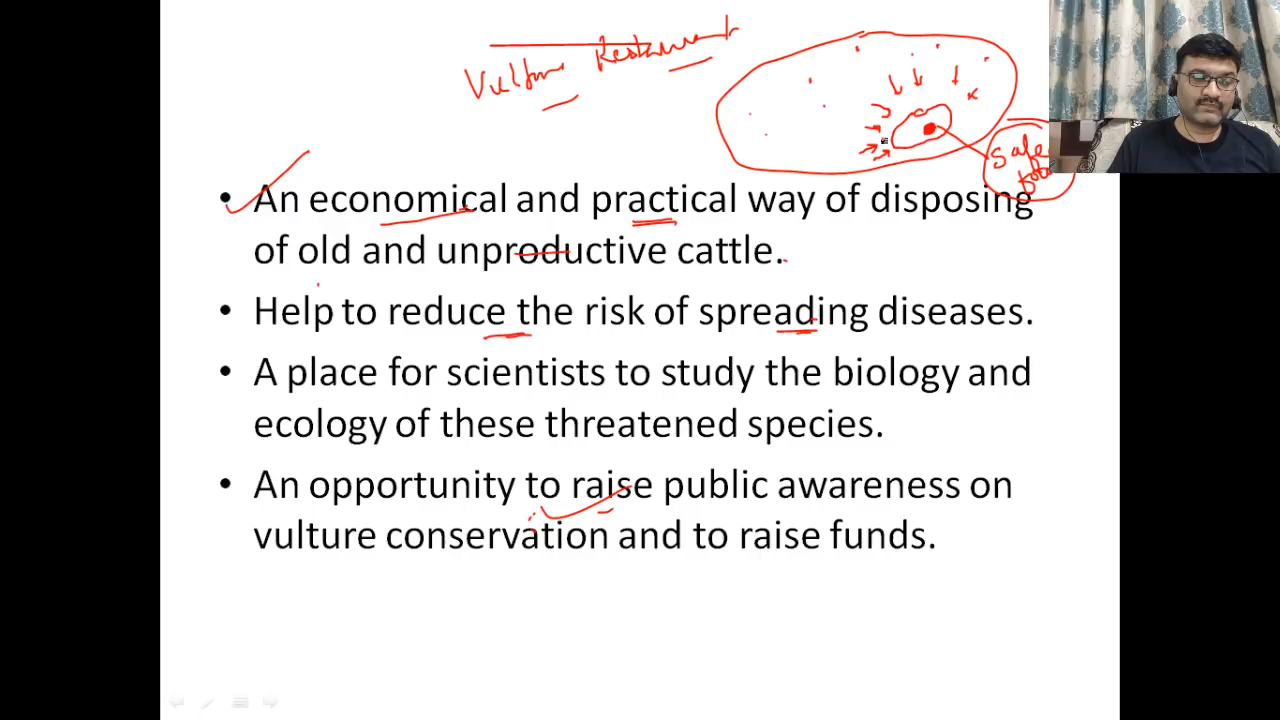 Vulture Restaurant
Safe food
• An economical and practical way of disposing
of old and unproductive cattle.
• Help to reduce the risk of spreading diseases.
• A place for scientists to study the biology and
ecology of these threatened species.
• An opportunity to raise public awareness on
vulture conservation and to raise funds.